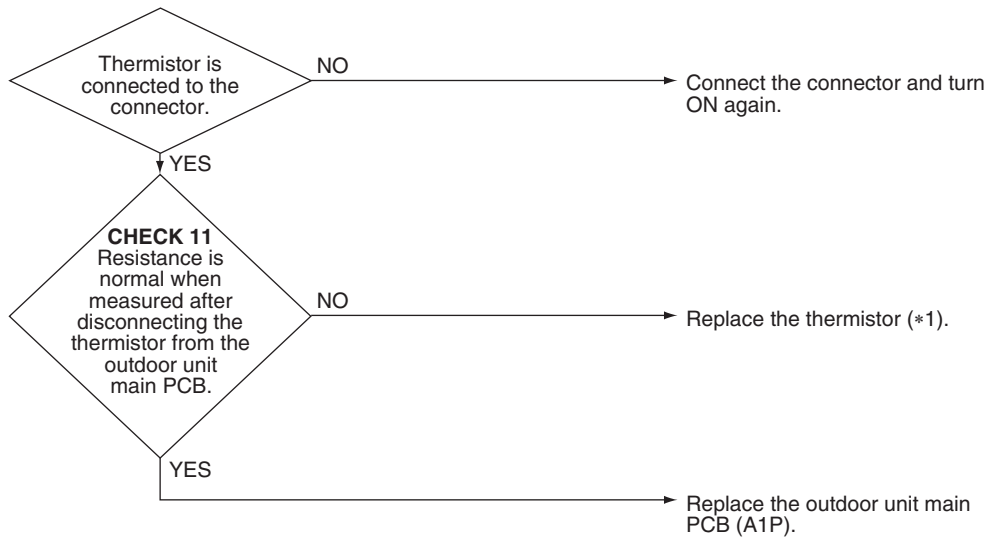 Thermistor is
connected to the
connector.
NO
Connect the connector and turn
ON again.
YES
CHECK 11
Resistance is
normal when
measured after
disconnecting the
thermistor from the
outdoor unit
main PCB.
NO
Replace the thermistor (*1).
YES
Replace the outdoor unit main
PCB (A1P).